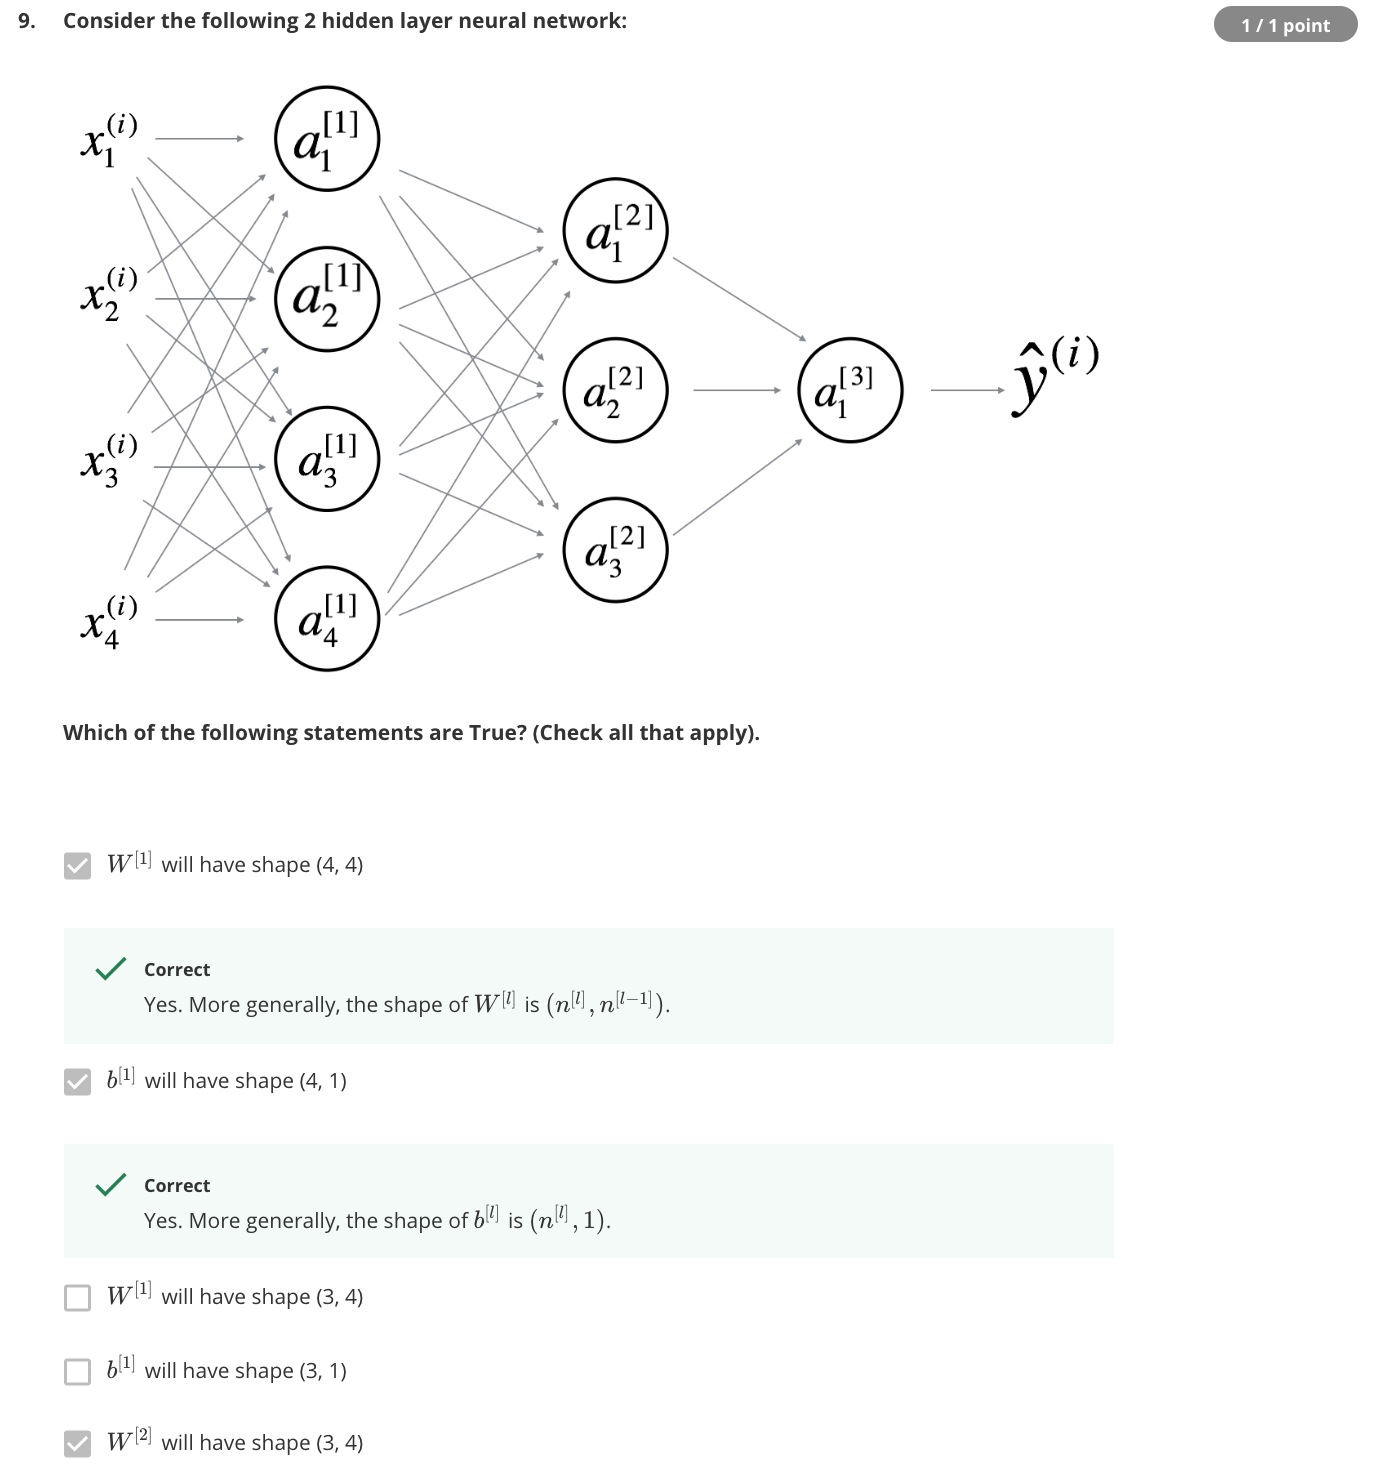 9. Consider the following 2 hidden layer neural network:
1 / 1 point
x_1^{(i)} a_1^{[1]}
a_1^{[2]}
x_2^{(i)} a_2^{[1]}
a_2^{[2]} a_1^{[3]} ŷ^{(i)}
x_3^{(i)} a_3^{[1]}
a_3^{[2]}
x_4^{(i)} a_4^{[1]}
Which of the following statements are True? (Check all that apply).
W^{[1]} will have shape (4, 4)
Correct
Yes. More generally, the shape of W^{[l]} is (n^{[l]}, n^{[l−1]}).
b^{[1]} will have shape (4, 1)
Correct
Yes. More generally, the shape of b^{[l]} is (n^{[l]}, 1).
W^{[1]} will have shape (3, 4)
b^{[1]} will have shape (3, 1)
W^{[2]} will have shape (3, 4)